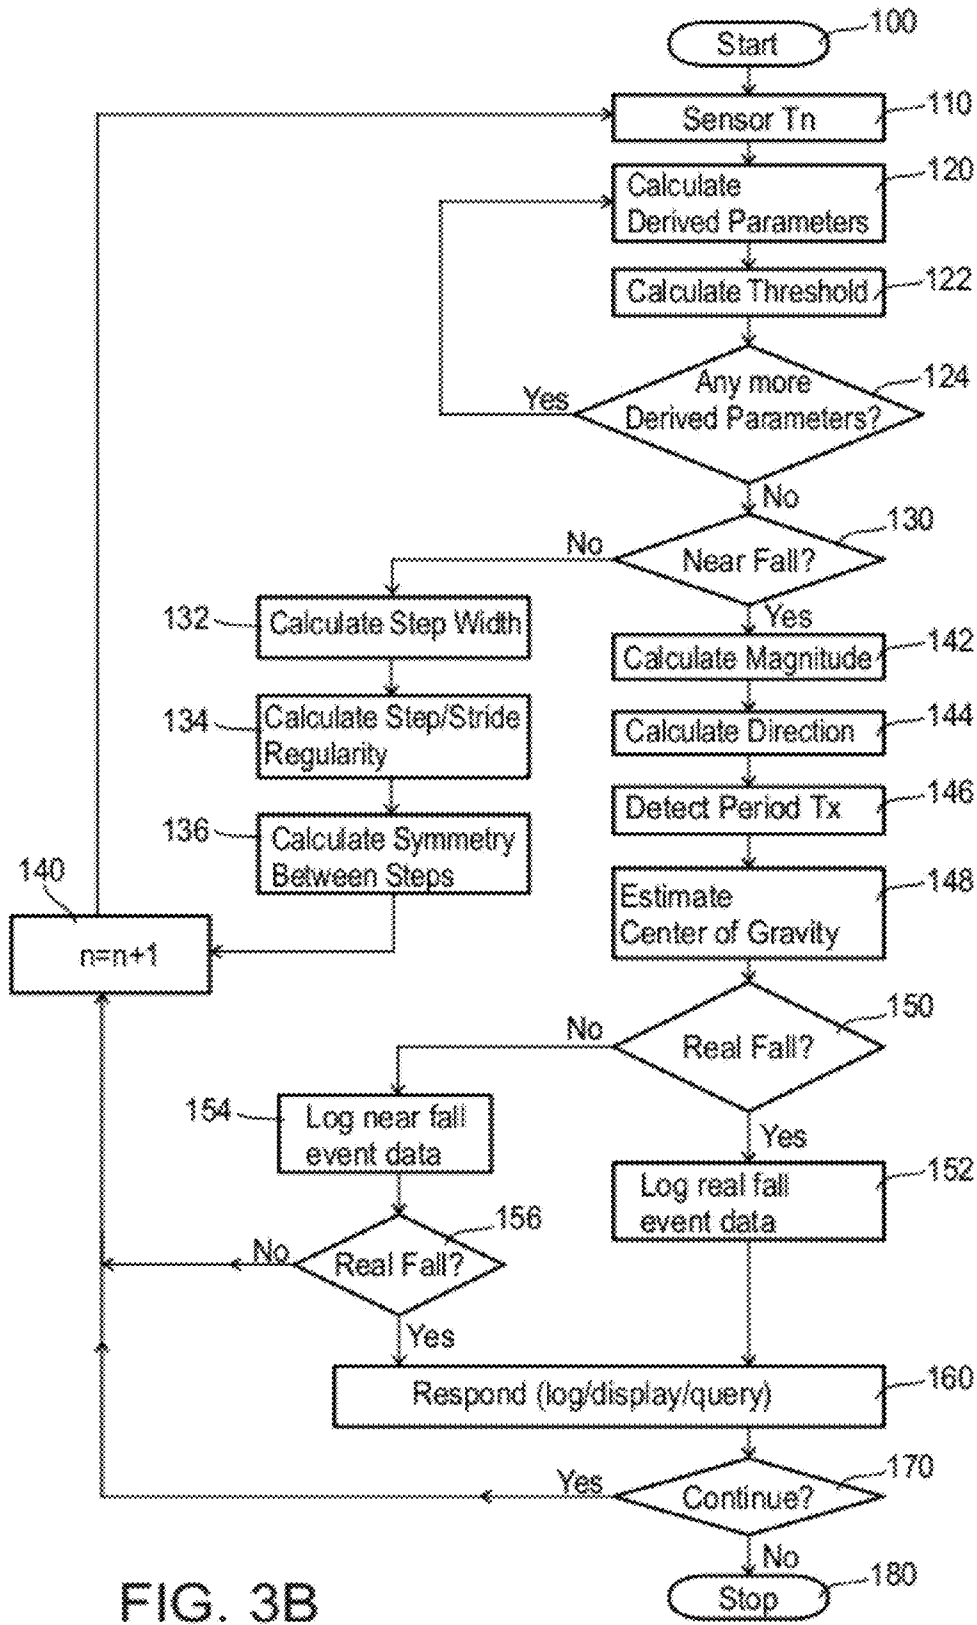 100
Start
110
Sensor Tn
120
Calculate
Derived Parameters
122
Calculate Threshold
124
Any more
Derived Parameters?
Yes
No
130
Near Fall?
No
Yes
132
Calculate Step Width
134
Calculate Step/Stride
Regularity
136
Calculate Symmetry
Between Steps
140
n=n+1
142
Calculate Magnitude
144
Calculate Direction
146
Detect Period Tx
148
Estimate
Center of Gravity
150
Real Fall?
No
Yes
154
Log near fall
event data
152
Log real fall
event data
156
Real Fall?
No
Yes
160
Respond (log/display/query)
170
Continue?
Yes
No
180
Stop
FIG. 3B